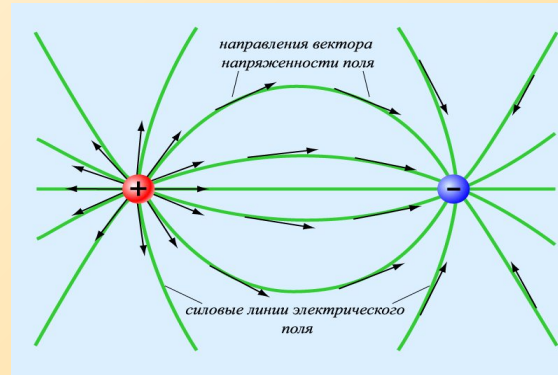 направления вектора
напряженности поля
+
-
силовые линии электрического
поля